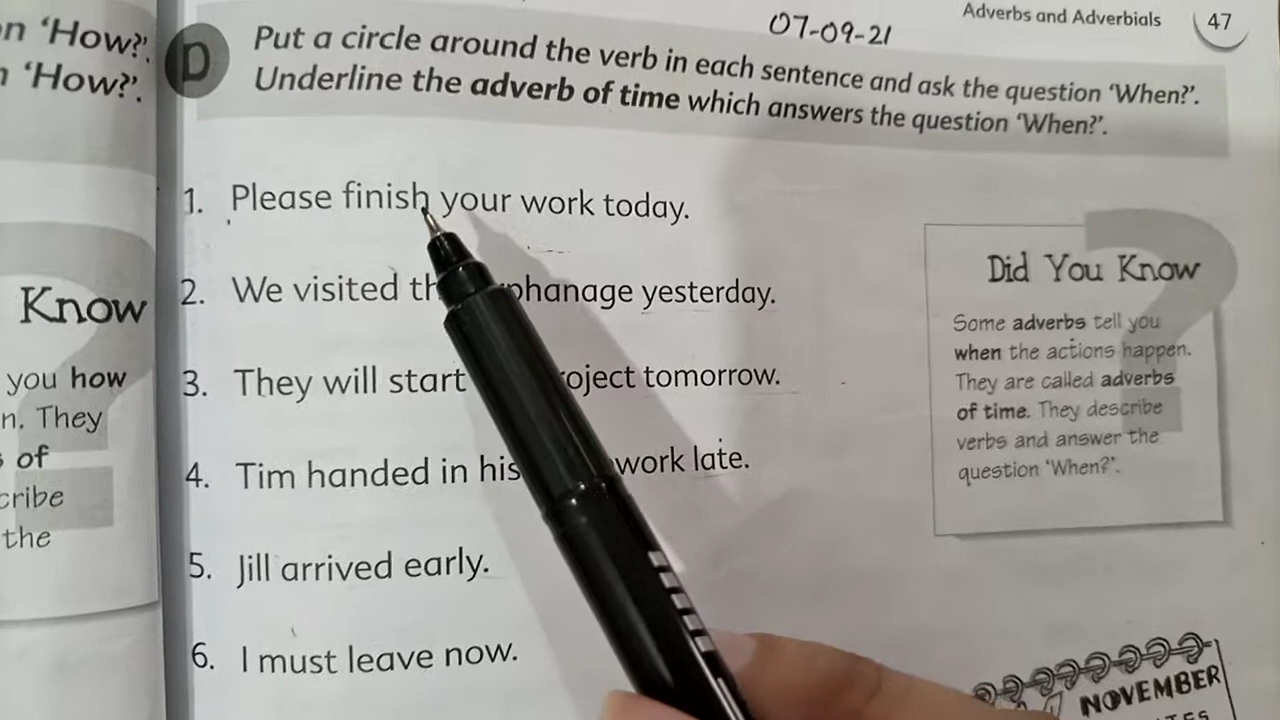 n 'How?'.
n 'How?'.
Know
you how
n. They
of
cribe
the
07-09-21
Adverbs and Adverbials 47
D Put a circle around the verb in each sentence and ask the question 'When?'.
Underline the adverb of time which answers the question 'When?'.
1. Please finish your work today.
2. We visited th phanage yesterday.
3. They will start oject tomorrow.
4. Tim handed in his work late.
5. Jill arrived early.
6. I must leave now.
Did You Know
Some adverbs tell you
when the actions happen.
They are called adverbs
of time. They describe
verbs and answer the
question 'When?'.
NOVEMBER